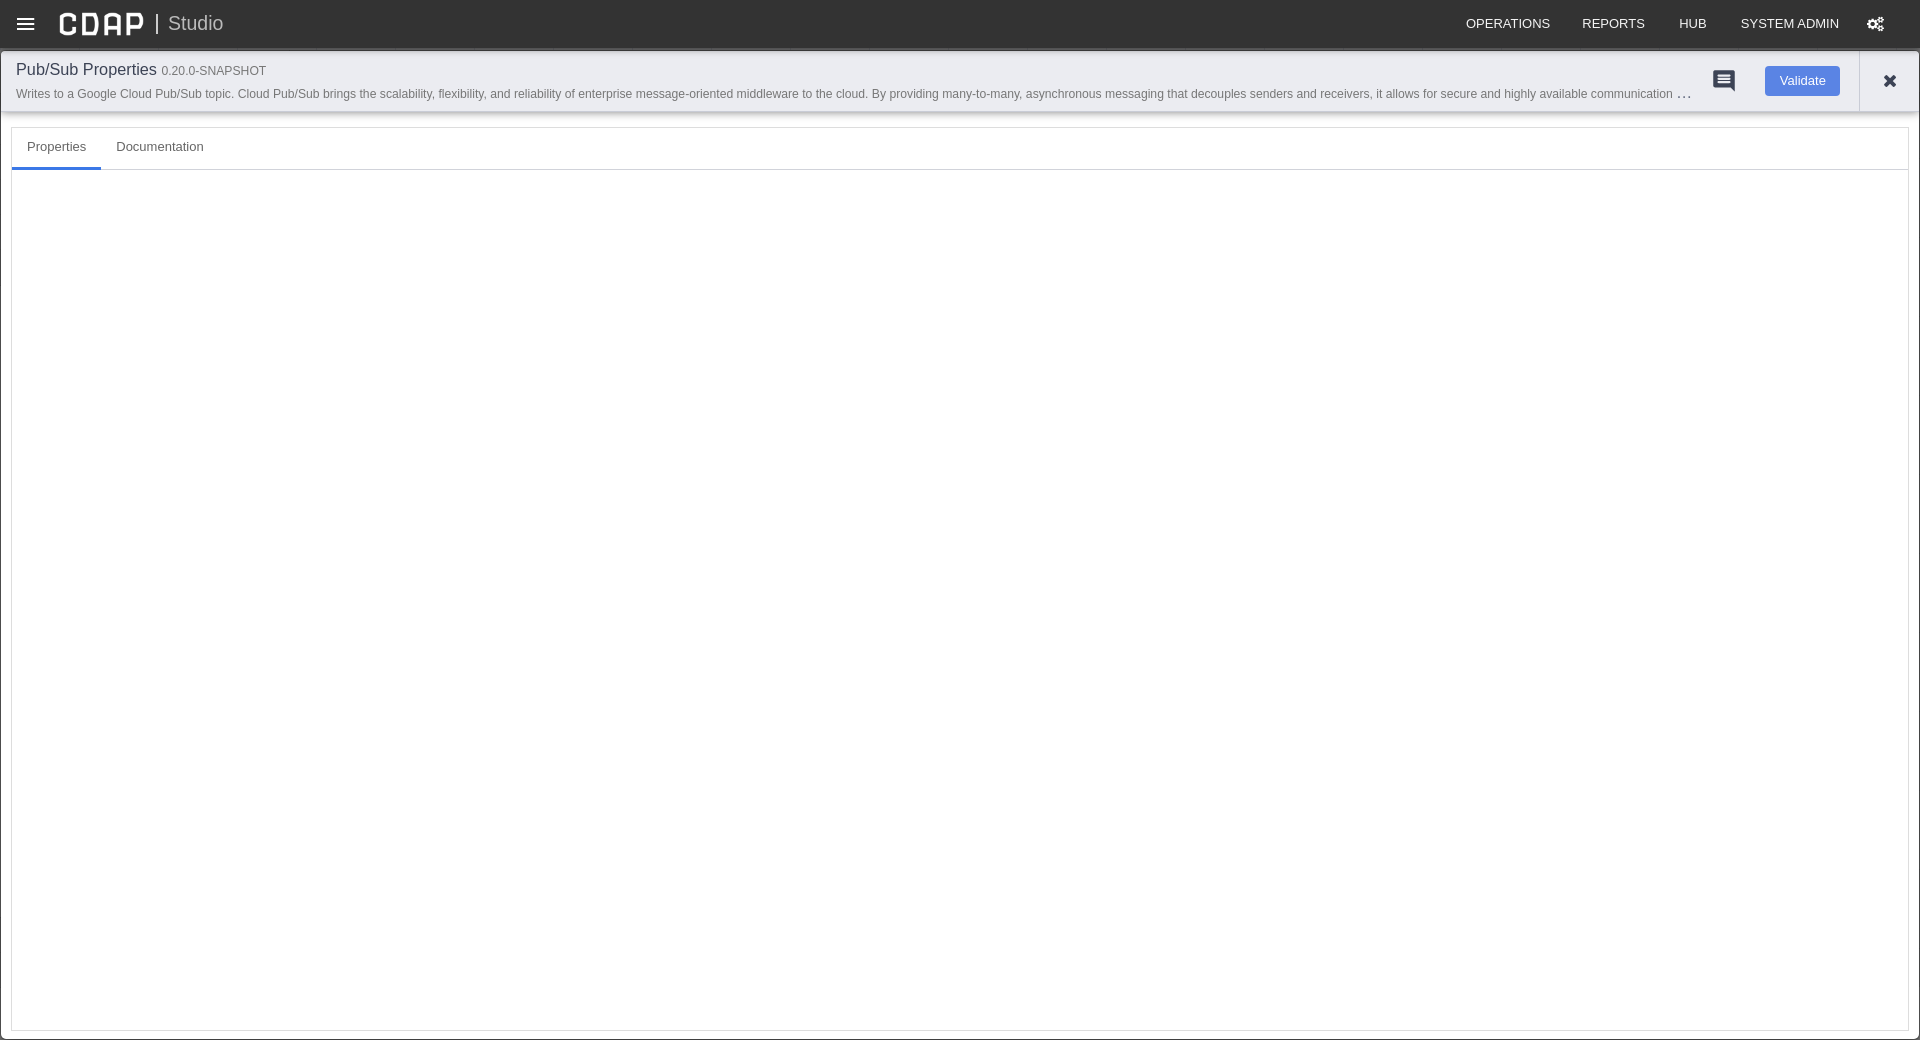 CDAP | Studio OPERATIONS REPORTS HUB SYSTEM ADMIN
Pub/Sub Properties 0.20.0-SNAPSHOT
Writes to a Google Cloud Pub/Sub topic. Cloud Pub/Sub brings the scalability, flexibility, and reliability of enterprise message-oriented middleware to the cloud. By providing many-to-many, asynchronous messaging that decouples senders and receivers, it allows for secure and highly available communication ...
Validate
Properties Documentation